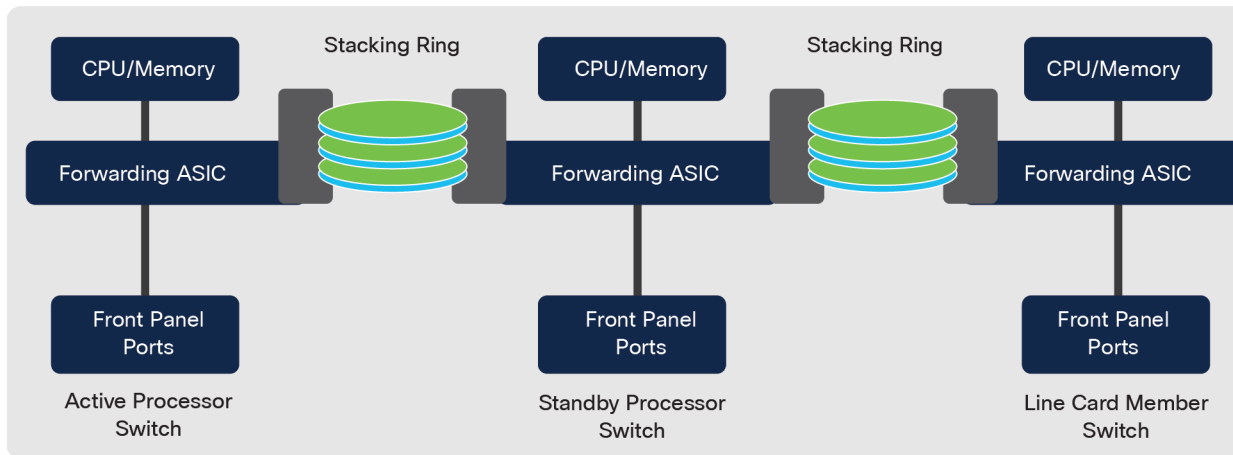 Stacking Ring
Stacking Ring
CPU/Memory
CPU/Memory
CPU/Memory
Forwarding ASIC
Forwarding ASIC
Forwarding ASIC
Front Panel
Ports
Front Panel
Ports
Front Panel
Ports
Active Processor
Switch
Standby Processor
Switch
Line Card Member
Switch